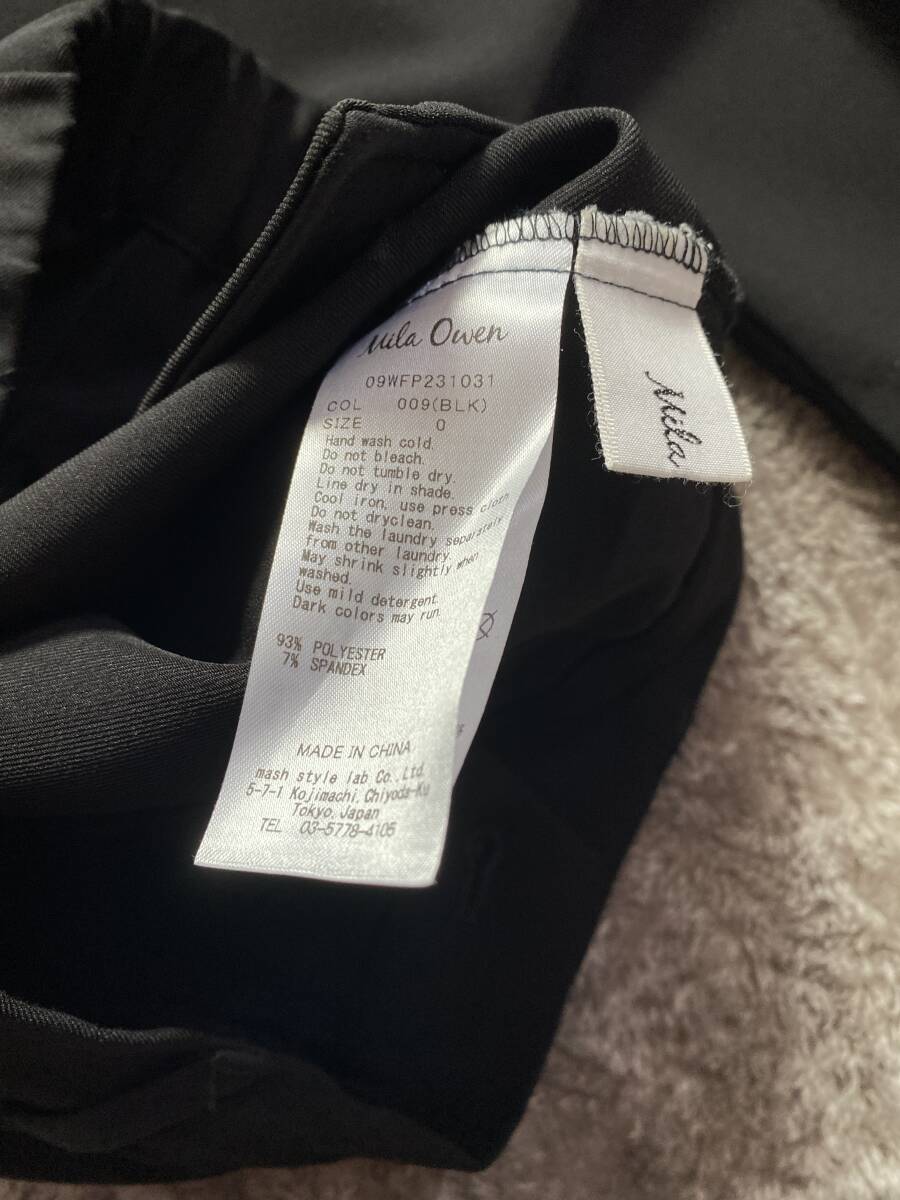 Mila Owen
09WFP231031
COL 009(BLK)
SIZE 0
Hand wash cold.
Do not bleach.
Do not tumble dry.
Line dry in shade.
Cool iron, use press cloth
Do not dryclean.
Wash the laundry separately
from other laundry.
May shrink slightly when
washed.
Use mild detergent.
Dark colors may run.
93% POLYESTER
7% SPANDEX
MADE IN CHINA
mash style lab Co.,Ltd.
5-7-1 Kojimachi, Chiyoda-Ku
Tokyo, Japan
TEL 03-5778-4105
Mila